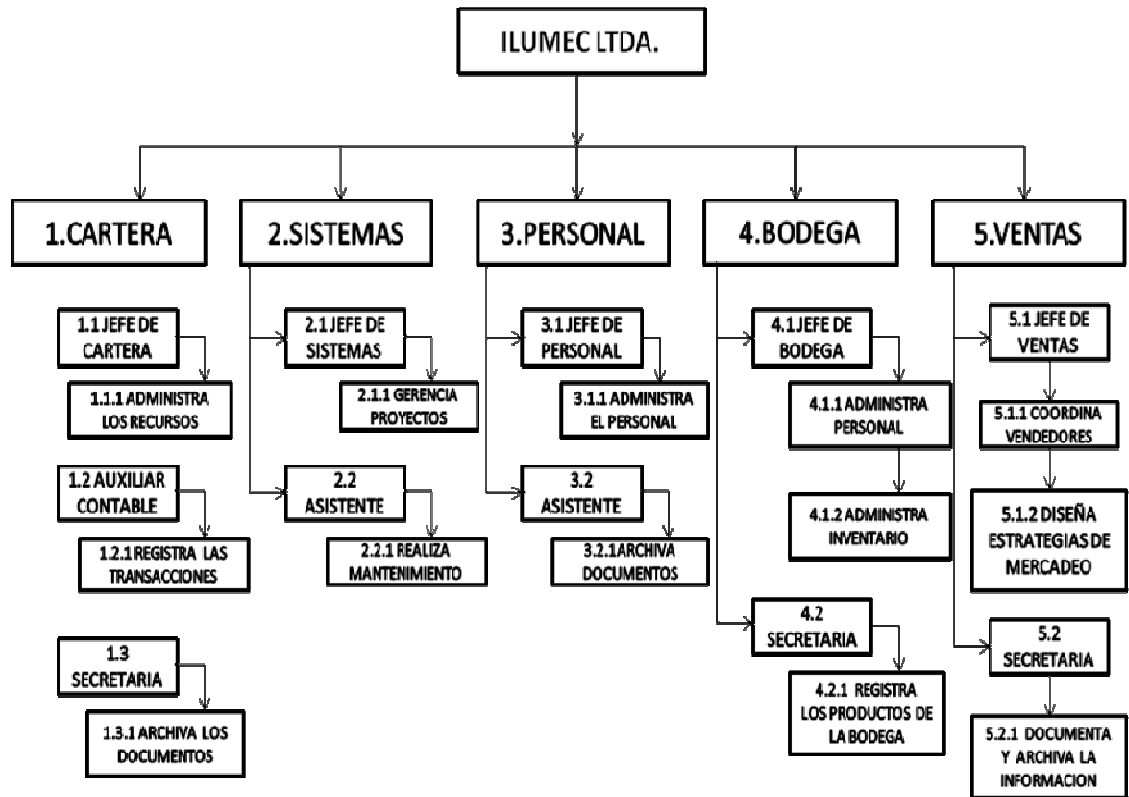 ILUMEC LTDA.
1.CARTERA
1.1 JEFE DE
CARTERA
1.1.1 ADMINISTRA
LOS RECURSOS
1.2 AUXILIAR
CONTABLE
1.2.1 REGISTRA LAS
TRANSACCIONES
1.3
SECRETARIA
1.3.1 ARCHIVA LOS
DOCUMENTOS
2.SISTEMAS
2.1 JEFE DE
SISTEMAS
2.1.1 GERENCIA
PROYECTOS
2.2
ASISTENTE
2.2.1 REALIZA
MANTENIMIENTO
3.PERSONAL
3.1 JEFE DE
PERSONAL
3.1.1 ADMINISTRA
EL PERSONAL
3.2
ASISTENTE
3.2.1 ARCHIVA
DOCUMENTOS
4.BODEGA
4.1 JEFE DE
BODEGA
4.1.1 ADMINISTRA
PERSONAL
4.1.2 ADMINISTRA
INVENTARIO
4.2
SECRETARIA
4.2.1 REGISTRA
LOS PRODUCTOS DE
LA BODEGA
5.VENTAS
5.1 JEFE DE
VENTAS
5.1.1 COORDINA
VENDEDORES
5.1.2 DISEÑA
ESTRATEGIAS DE
MERCADEO
5.2
SECRETARIA
5.2.1 DOCUMENTA
Y ARCHIVA LA
INFORMACION